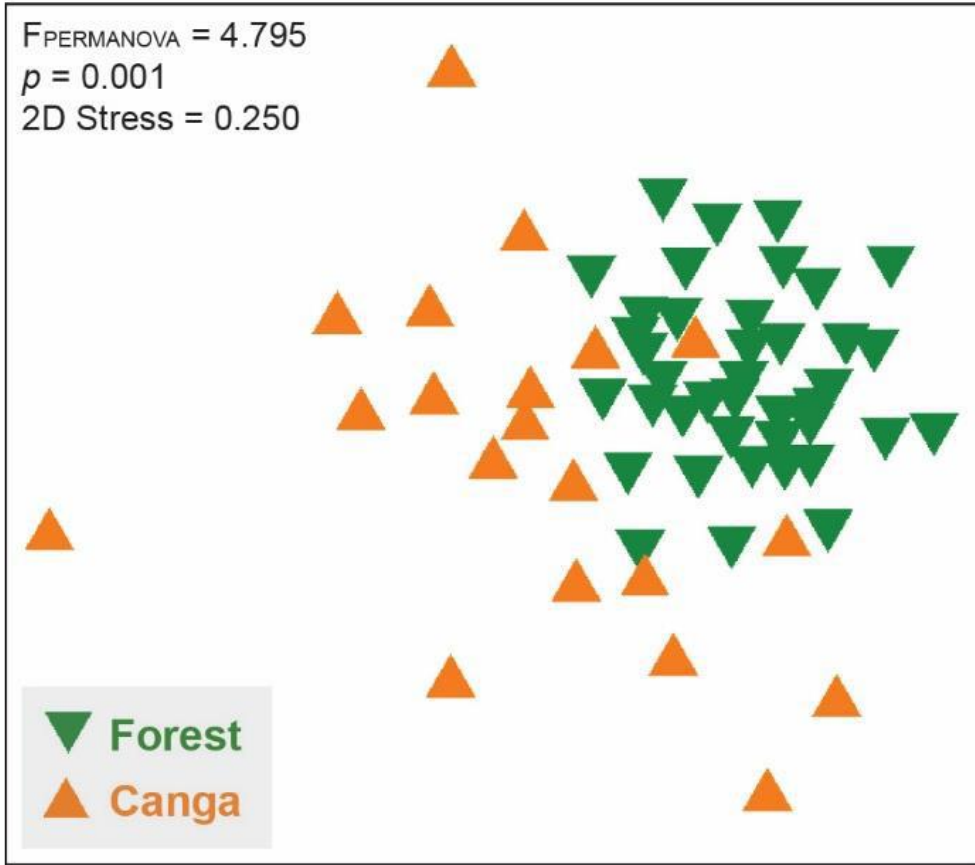 FPERMANOVA = 4.795
p = 0.001
2D Stress = 0.250
Forest
Canga